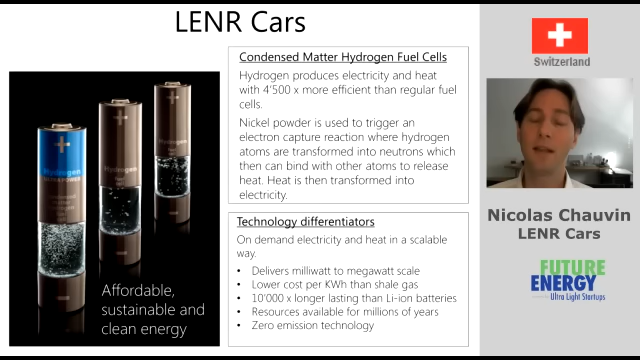 LENR Cars
Condensed Matter Hydrogen Fuel Cells
Hydrogen produces electricity and heat
with 4'500 x more efficient than regular fuel
cells.
Nickel powder is used to trigger an
electron capture reaction where hydrogen
atoms are transformed into neutrons which
then can bind with other atoms to release
heat. Heat is then transformed into
electricity.
Technology differentiators
On demand electricity and heat in a scalable
way.
• Delivers milliwatt to megawatt scale
• Lower cost per KWh than shale gas
• 10'000 x longer lasting than Li-ion batteries
• Resources available for millions of years
• Zero emission technology
Hydrogen
Hydrogen
Hydrogen
Affordable,
sustainable and
clean energy
Switzerland
Nicolas Chauvin
LENR Cars
FUTURE
ENERGY
Ultra Light Startups